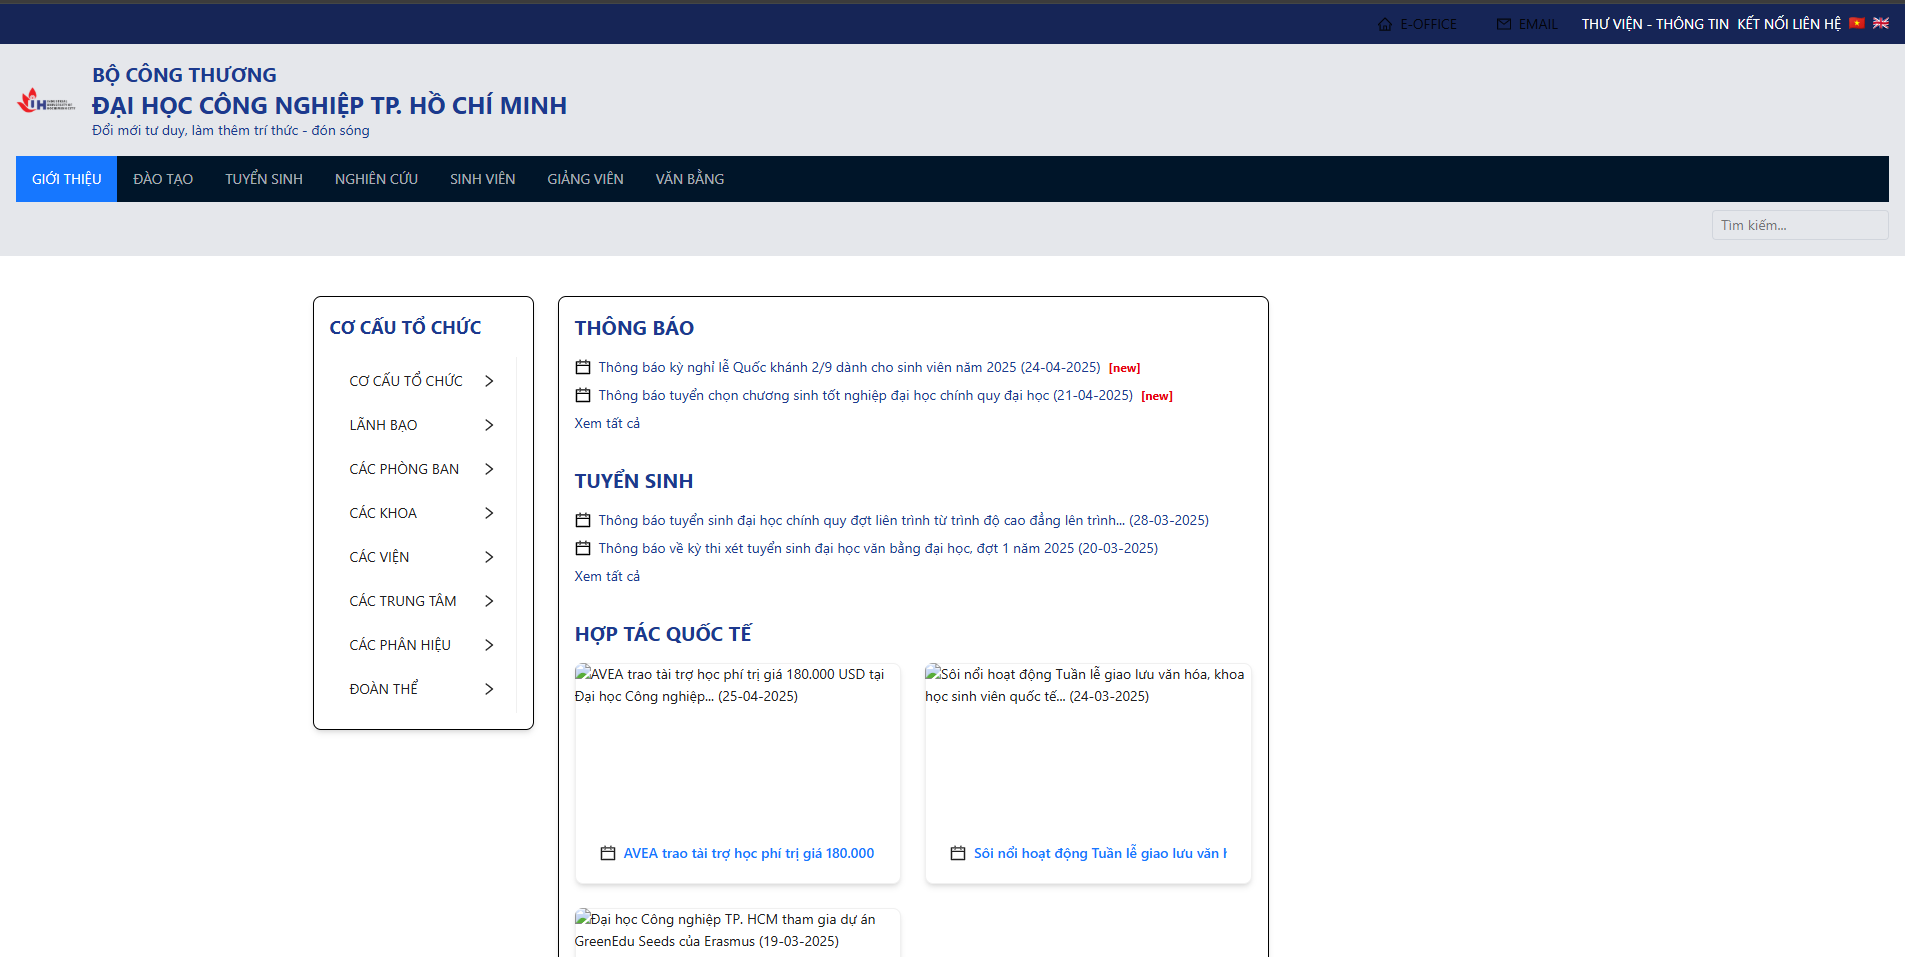 E-OFFICE EMAIL THƯ VIỆN - THÔNG TIN KẾT NỐI LIÊN HỆ
BỘ CÔNG THƯƠNG
ĐẠI HỌC CÔNG NGHIỆP TP. HỒ CHÍ MINH
Đổi mới tư duy, làm thêm trí thức - đón sóng
GIỚI THIỆU ĐÀO TẠO TUYỂN SINH NGHIÊN CỨU SINH VIÊN GIẢNG VIÊN VĂN BẰNG
Tìm kiếm...
CƠ CẤU TỔ CHỨC
CƠ CẤU TỔ CHỨC
LÃNH BẠO
CÁC PHÒNG BAN
CÁC KHOA
CÁC VIỆN
CÁC TRUNG TÂM
CÁC PHÂN HIỆU
ĐOÀN THỂ
THÔNG BÁO
Thông báo kỳ nghỉ lễ Quốc khánh 2/9 dành cho sinh viên năm 2025 (24-04-2025) [new]
Thông báo tuyển chọn chương sinh tốt nghiệp đại học chính quy đại học (21-04-2025) [new]
Xem tất cả
TUYỂN SINH
Thông báo tuyển sinh đại học chính quy đợt liên trình từ trình độ cao đẳng lên trình... (28-03-2025)
Thông báo về kỳ thi xét tuyển sinh đại học văn bằng đại học, đợt 1 năm 2025 (20-03-2025)
Xem tất cả
HỢP TÁC QUỐC TẾ
AVEA trao tài trợ học phí trị giá 180.000 USD tại
Đại học Công nghiệp... (25-04-2025)
AVEA trao tài trợ học phí trị giá 180.000
Sôi nổi hoạt động Tuần lễ giao lưu văn hóa, khoa
học sinh viên quốc tế... (24-03-2025)
Sôi nổi hoạt động Tuần lễ giao lưu văn
Đại học Công nghiệp TP. HCM tham gia dự án
GreenEdu Seeds của Erasmus (19-03-2025)